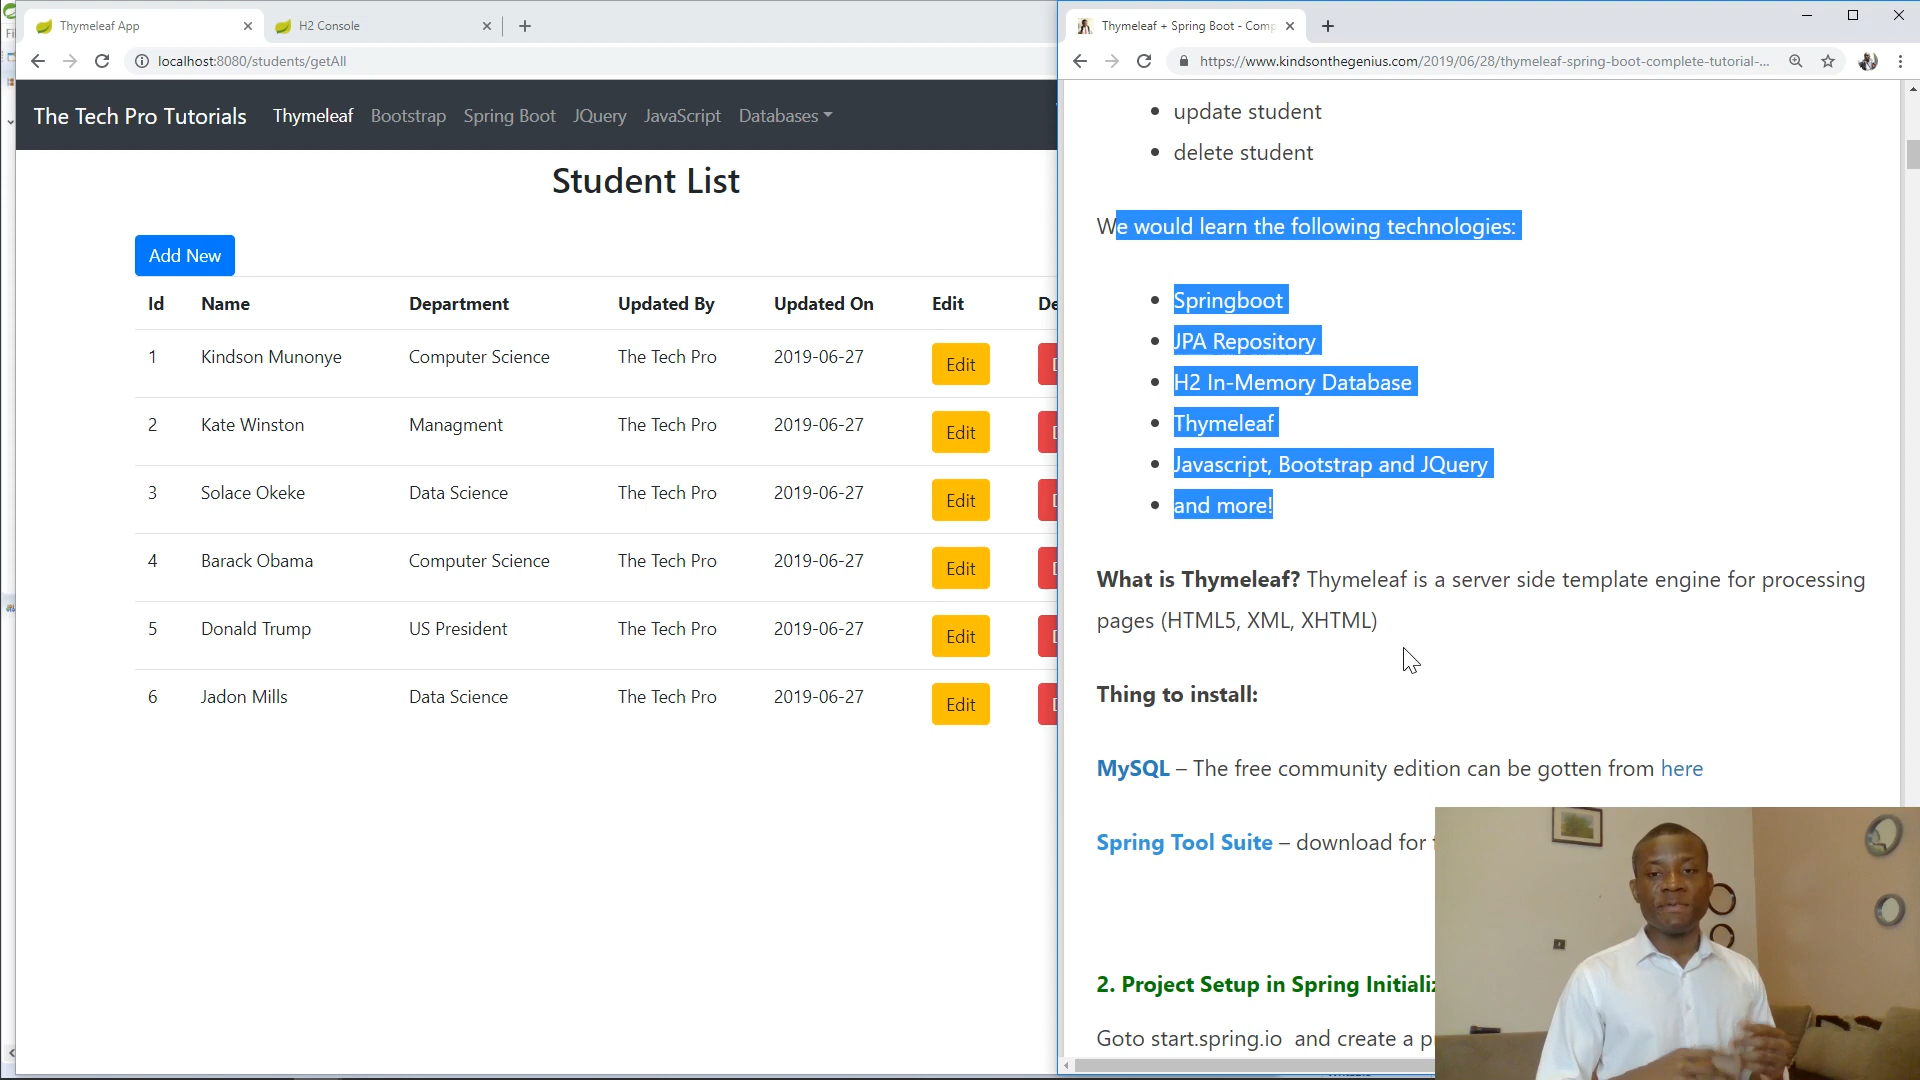 Thymeleaf App
H2 Console
localhost:8080/students/getAll
The Tech Pro Tutorials Thymeleaf Bootstrap Spring Boot JQuery JavaScript Databases
Student List
Add New
Id Name Department Updated By Updated On Edit De
1 Kindson Munonye Computer Science The Tech Pro 2019-06-27 Edit
2 Kate Winston Managment The Tech Pro 2019-06-27 Edit
3 Solace Okeke Data Science The Tech Pro 2019-06-27 Edit
4 Barack Obama Computer Science The Tech Pro 2019-06-27 Edit
5 Donald Trump US President The Tech Pro 2019-06-27 Edit
6 Jadon Mills Data Science The Tech Pro 2019-06-27 Edit
Thymeleaf + Spring Boot - Comp
https://www.kindsonthegenius.com/2019/06/28/thymeleaf-spring-boot-complete-tutorial-...
• update student
• delete student
We would learn the following technologies:
• Springboot
• JPA Repository
• H2 In-Memory Database
• Thymeleaf
• Javascript, Bootstrap and JQuery
• and more!
What is Thymeleaf? Thymeleaf is a server side template engine for processing
pages (HTML5, XML, XHTML)
Thing to install:
MySQL – The free community edition can be gotten from here
Spring Tool Suite – download for
2. Project Setup in Spring Initializ
Goto start.spring.io and create a p